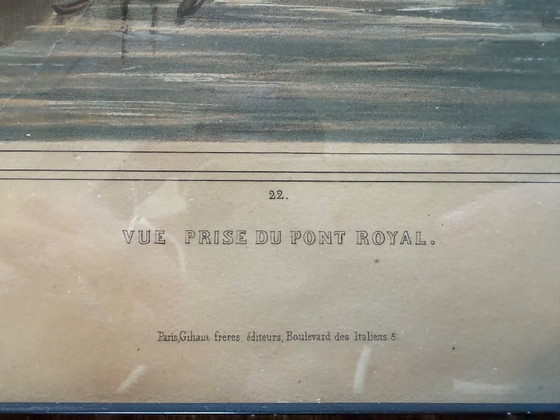 22.
VUE PRISE DU PONT ROYAL.
Paris, Gihaut frères éditeurs, Boulevard des Italiens 5